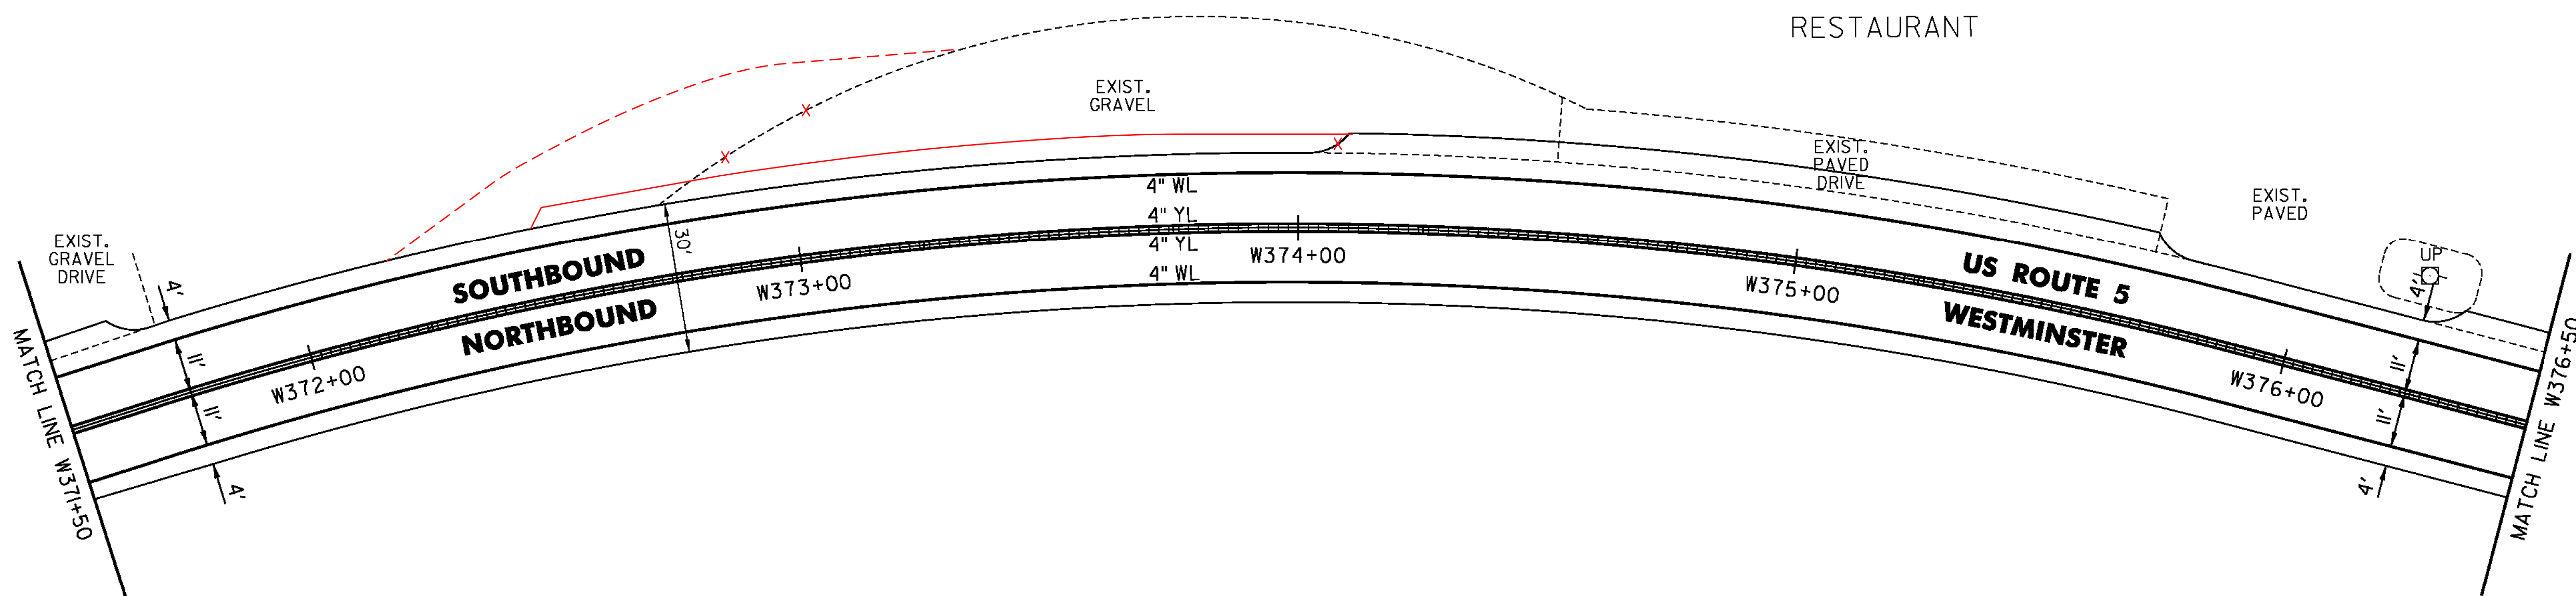 RESTAURANT
EXIST.
GRAVEL
EXIST.
PAVED
DRIVE
EXIST.
PAVED
EXIST.
GRAVEL
DRIVE
4'
30'
4" WL
4" YL
4" YL
4" WL
SOUTHBOUND
NORTHBOUND
US ROUTE 5
WESTMINSTER
UP
4'
11'
11'
4'
11'
11'
4'
W372+00
W373+00
W374+00
W375+00
W376+00
MATCH LINE W371+50
MATCH LINE W376+50